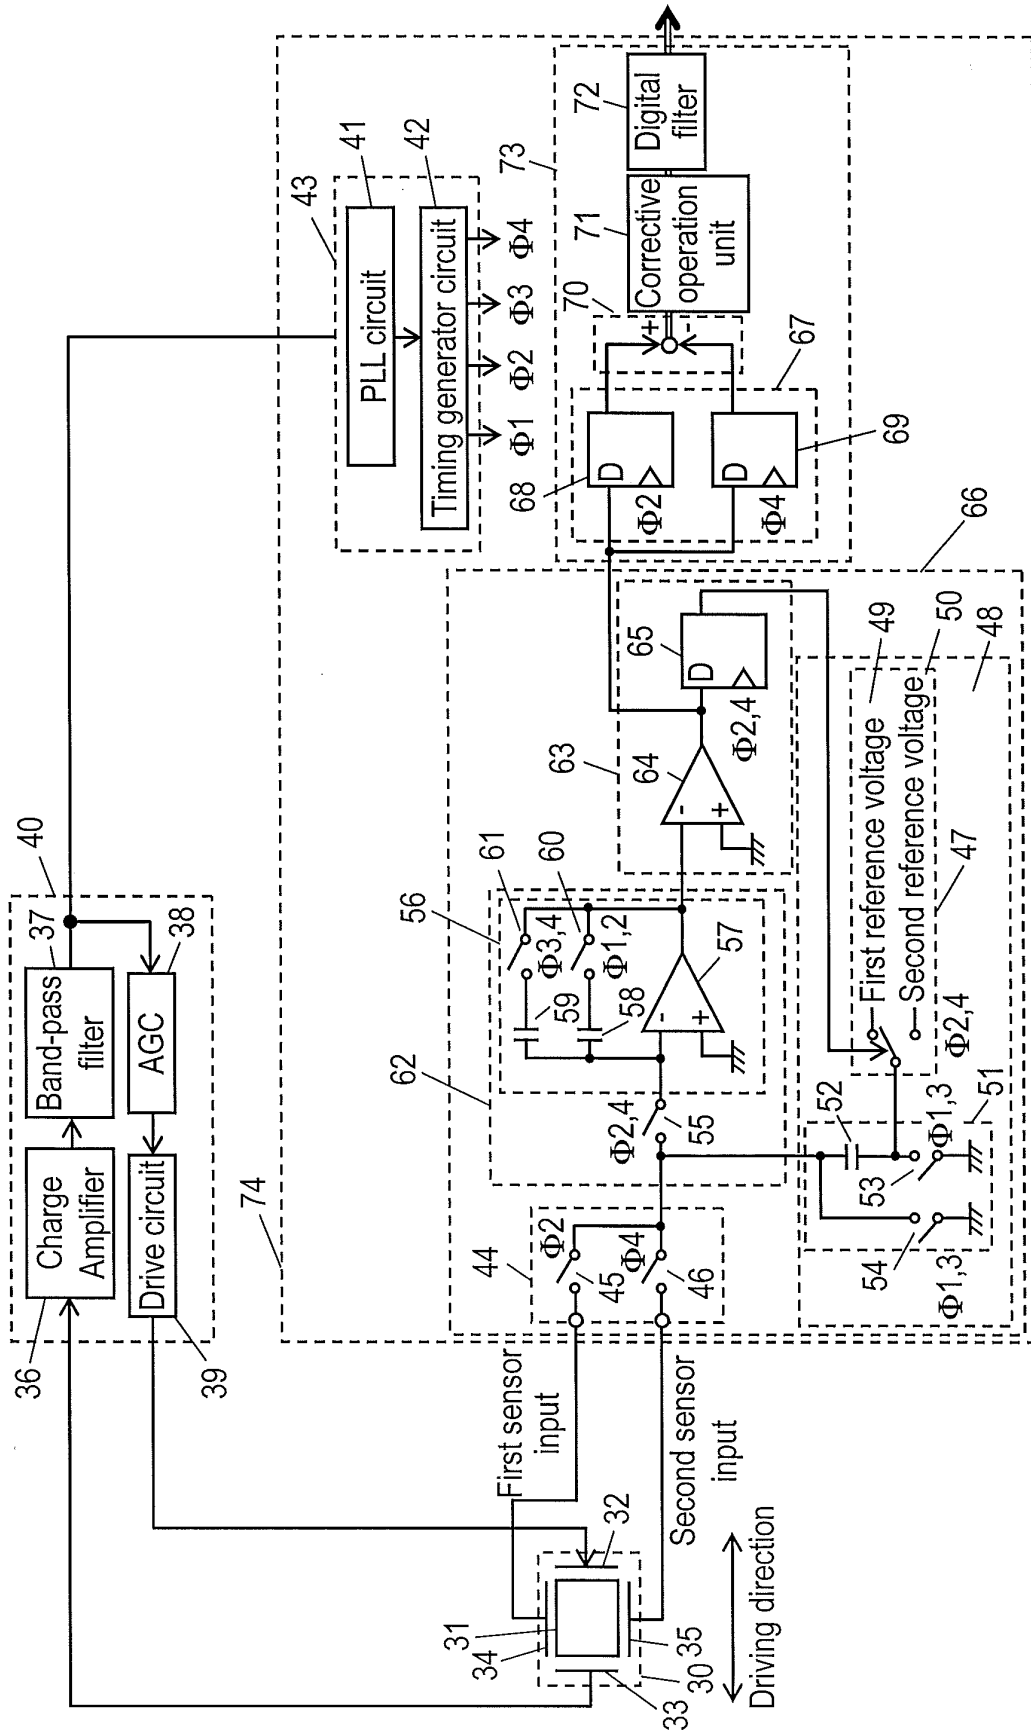 40
37
Band-pass
filter
Charge
Amplifier
36
AGC
38
Drive circuit
39
43
41
PLL circuit
42
Timing generator circuit
Φ1
Φ2
Φ3
Φ4
74
73
72
Digital
filter
71
Corrective
operation
unit
70
+
-
67
68
D
Φ2
69
D
Φ4
66
65
D
Φ2,4
63
64
-
+
62
56
61
Φ3,4
60
Φ1,2
59
58
57
-
+
Φ2,4
55
44
Φ2
45
Φ4
46
49
First reference voltage
50
Second reference voltage
48
47
Φ2,4
52
Φ1,3
51
53
54
Φ1,3
First sensor
input
Second sensor
input
32
31
34
35
30
33
Driving direction